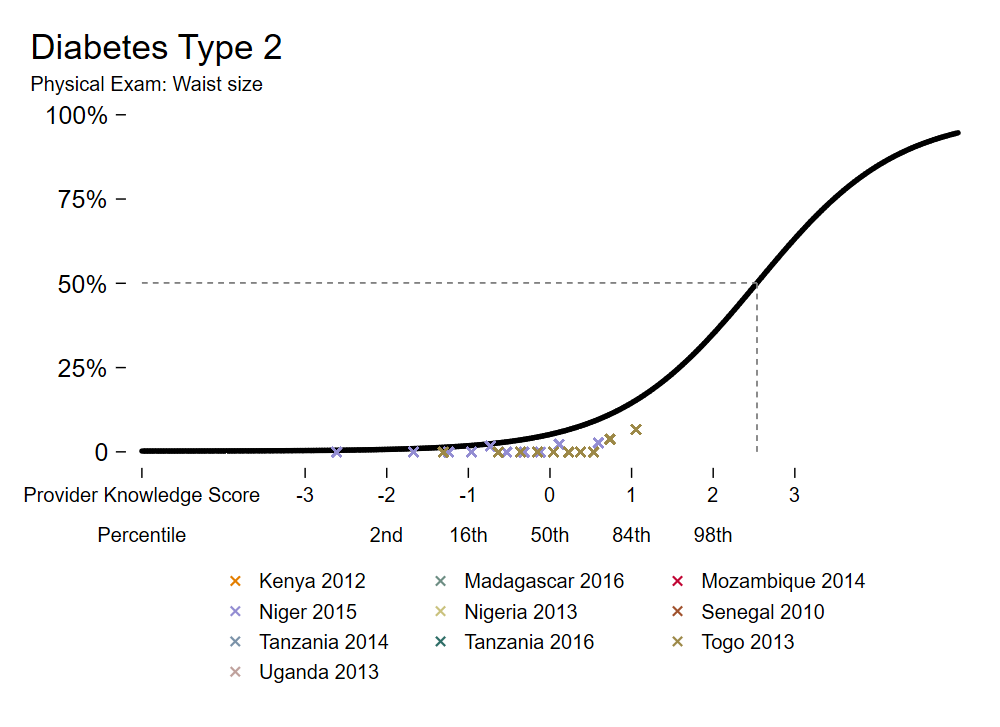 Diabetes Type 2
Physical Exam: Waist size
100%
75%
50%
25%
0
Provider Knowledge Score -3 -2 -1 0 1 2 3
Percentile 2nd 16th 50th 84th 98th
Kenya 2012 Madagascar 2016 Mozambique 2014
Niger 2015 Nigeria 2013 Senegal 2010
Tanzania 2014 Tanzania 2016 Togo 2013
Uganda 2013